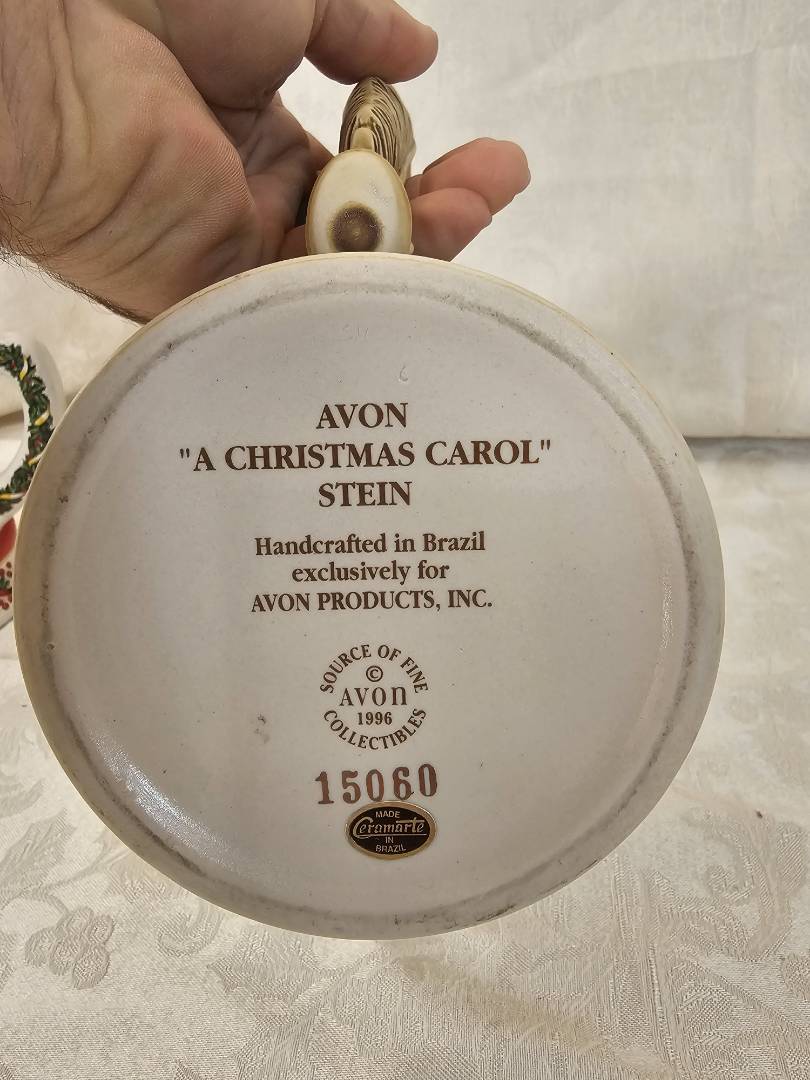 AVON
"A CHRISTMAS CAROL"
STEIN
Handcrafted in Brazil
exclusively for
AVON PRODUCTS, INC.
SOURCE OF FINE
©
AVON
1996
COLLECTIBLES
15060
MADE
Ceramarte
IN
BRAZIL